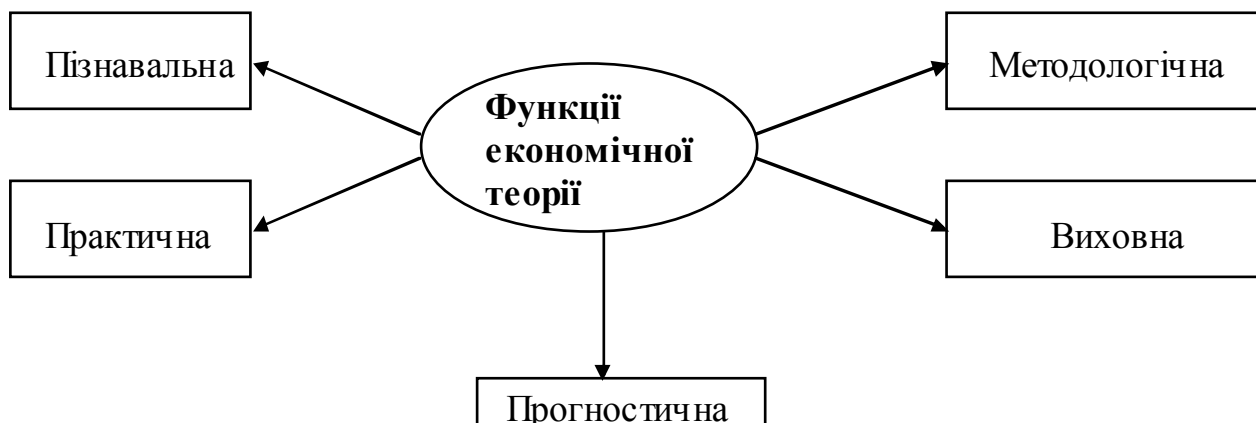 Пізнавальна
Методологічна
Функції
економічної
теорії
Практична
Виховна
Прогностична